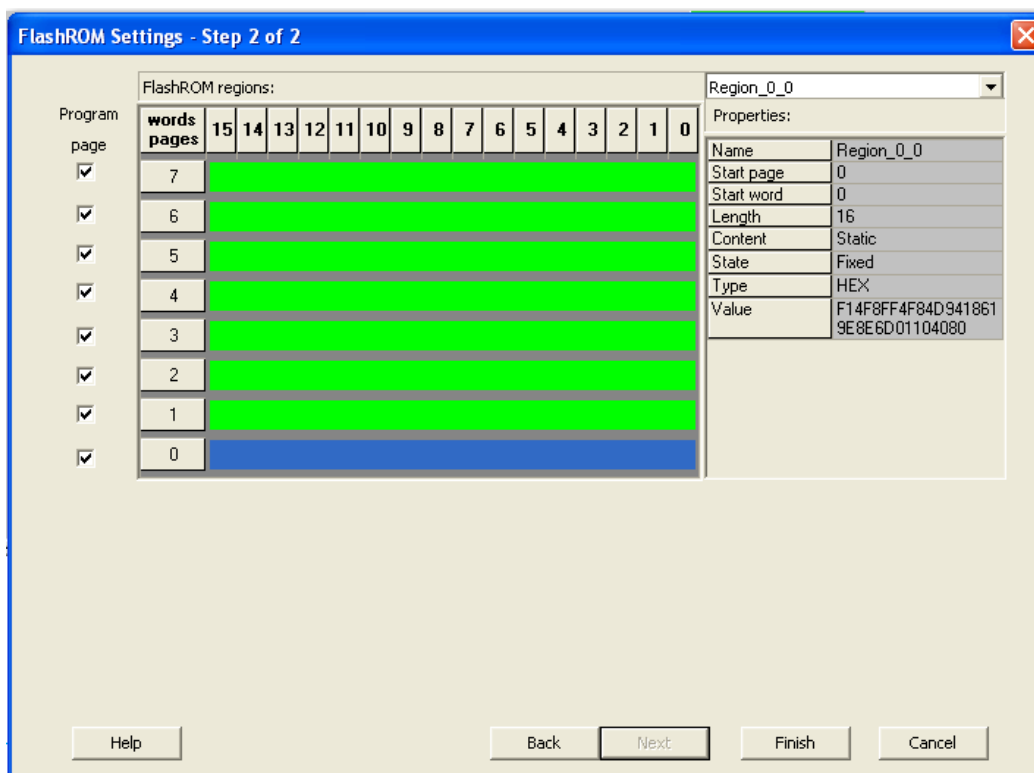 FlashROM Settings - Step 2 of 2
FlashROM regions:
Region_0_0
Program
page
words
pages
15 14 13 12 11 10 9 8 7 6 5 4 3 2 1 0
7
6
5
4
3
2
1
0
Properties:
Name Region_0_0
Start page 0
Start word 0
Length 16
Content Static
State Fixed
Type HEX
Value F14F8FF4F84D941861
9E8E6D01104080
Help Back Next Finish Cancel